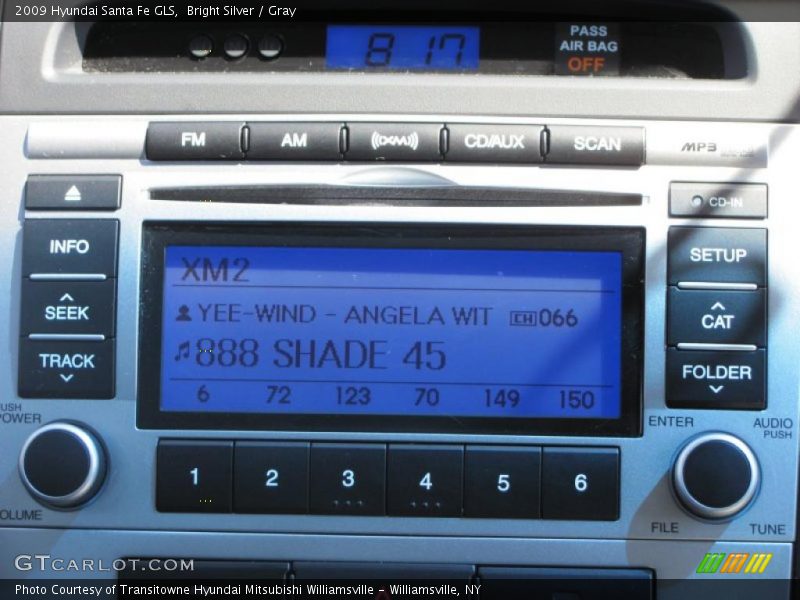 2009 Hyundai Santa Fe GLS,  Bright Silver / Gray
8 17
PASS
AIR BAG
OFF
FM AM ((XM)) CD/AUX SCAN MP3
CD-IN
INFO SETUP
SEEK CAT
TRACK FOLDER
XM2
YEE-WIND - ANGELA WIT CH 066
888 SHADE 45
6 72 123 70 149 150
PUSH
POWER
ENTER AUDIO
PUSH
1 2 3 4 5 6
VOLUME FILE TUNE
GTCARLOT.COM
Photo Courtesy of Transitowne Hyundai Mitsubishi Williamsville - Williamsville, NY